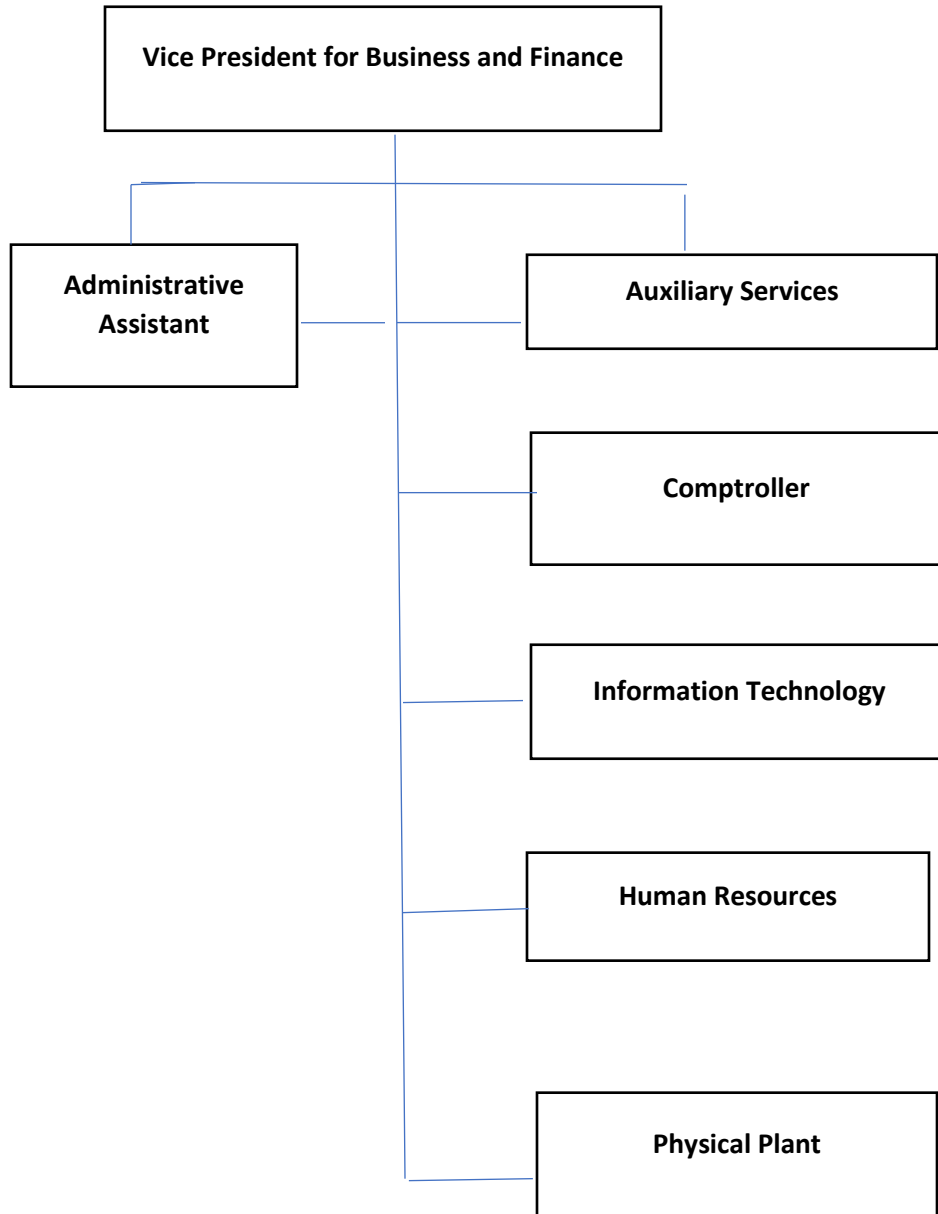 Vice President for Business and Finance
Administrative
Assistant
Auxiliary Services
Comptroller
Information Technology
Human Resources
Physical Plant